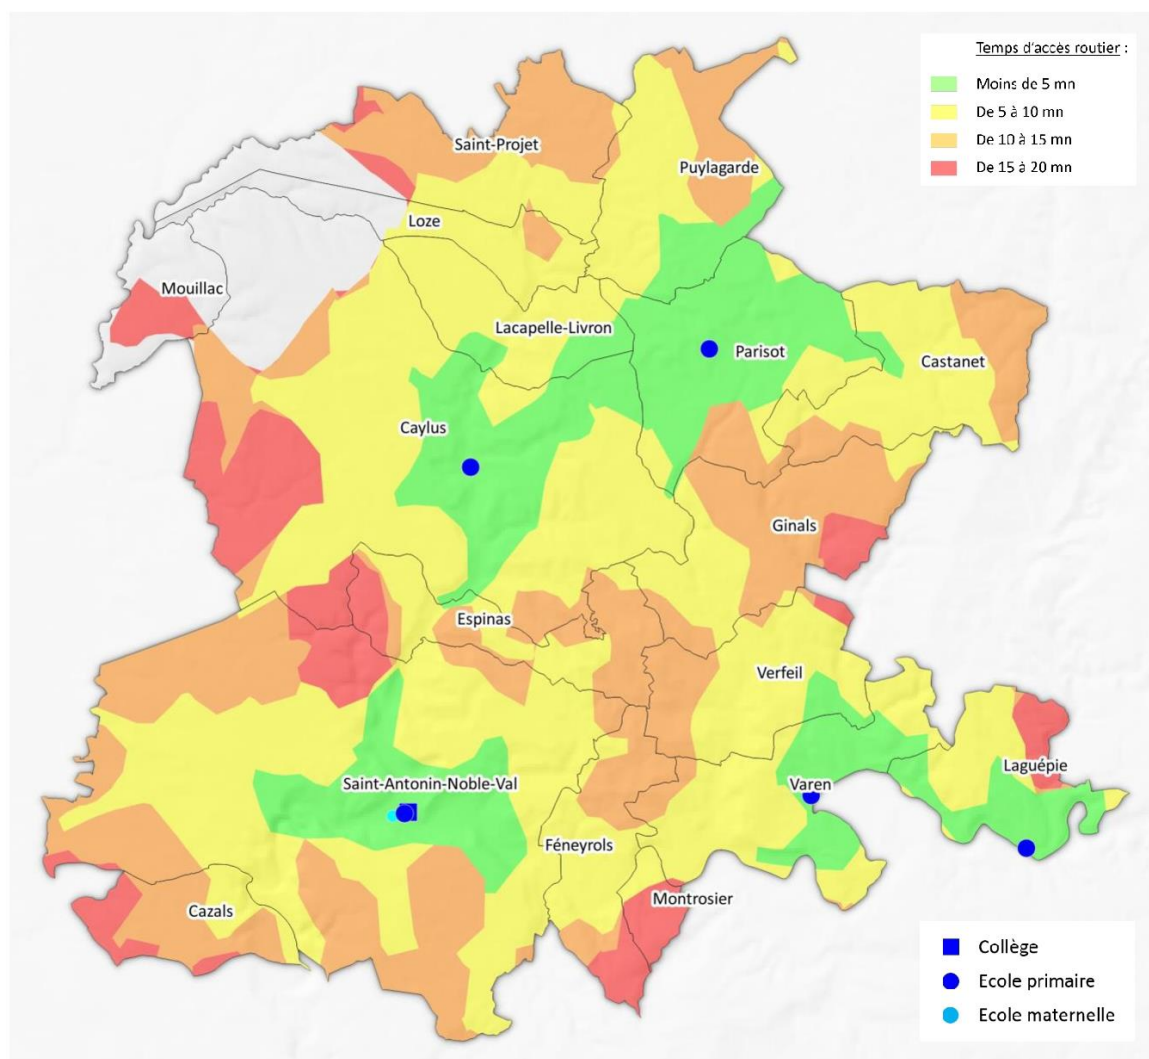 Temps d'accès routier :
Moins de 5 mn
De 5 à 10 mn
De 10 à 15 mn
De 15 à 20 mn
Saint-Projet
Puylagarde
Loze
Mouillac
Lacapelle-Livron
Parisot
Castanet
Caylus
Ginals
Espinas
Verfeil
Laguépie
Saint-Antonin-Noble-Val
Varen
Féneyrols
Montrosier
Cazals
Collège
Ecole primaire
Ecole maternelle